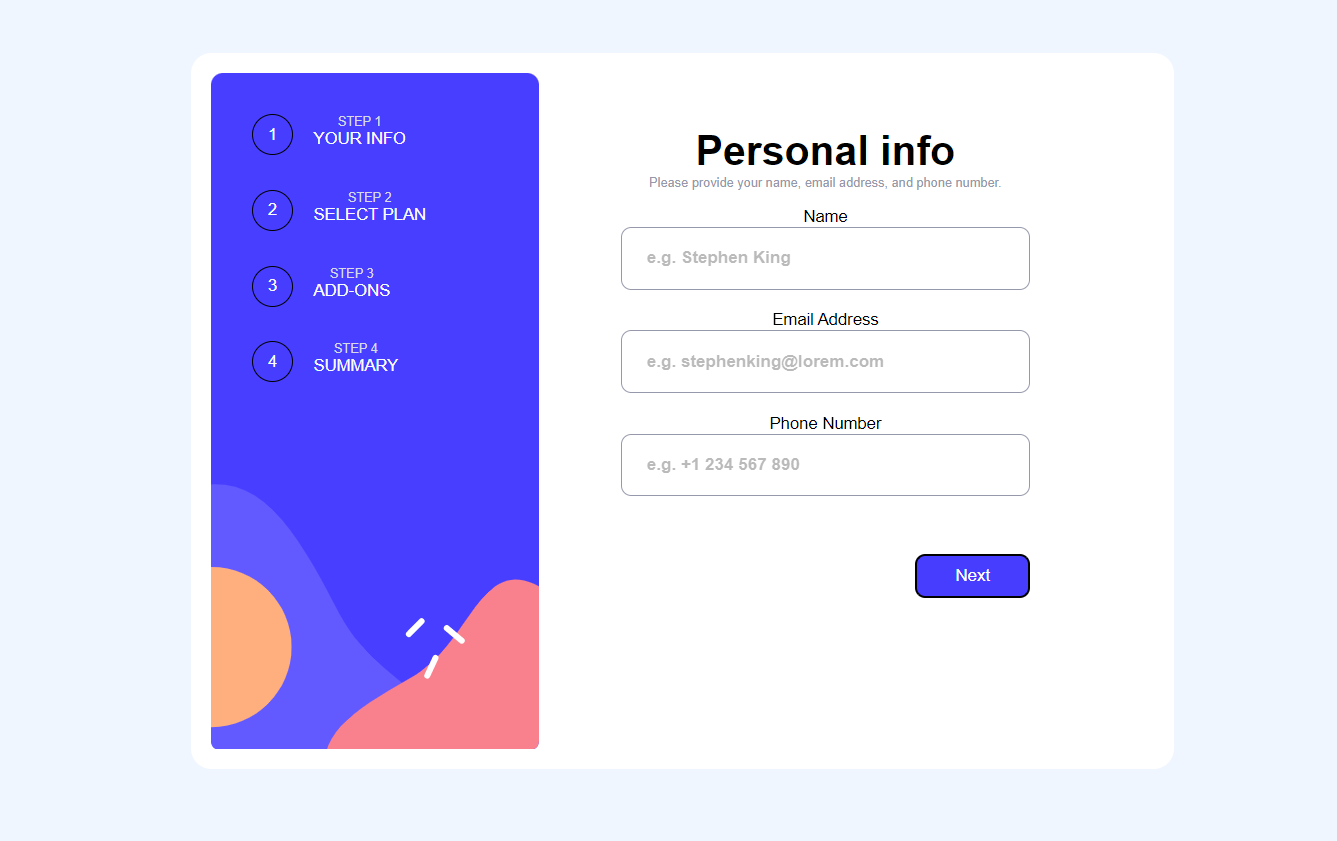 1
STEP 1
YOUR INFO
2
STEP 2
SELECT PLAN
3
STEP 3
ADD-ONS
4
STEP 4
SUMMARY
Personal info
Please provide your name, email address, and phone number.
Name
e.g. Stephen King
Email Address
e.g. stephenking@lorem.com
Phone Number
e.g. +1 234 567 890
Next